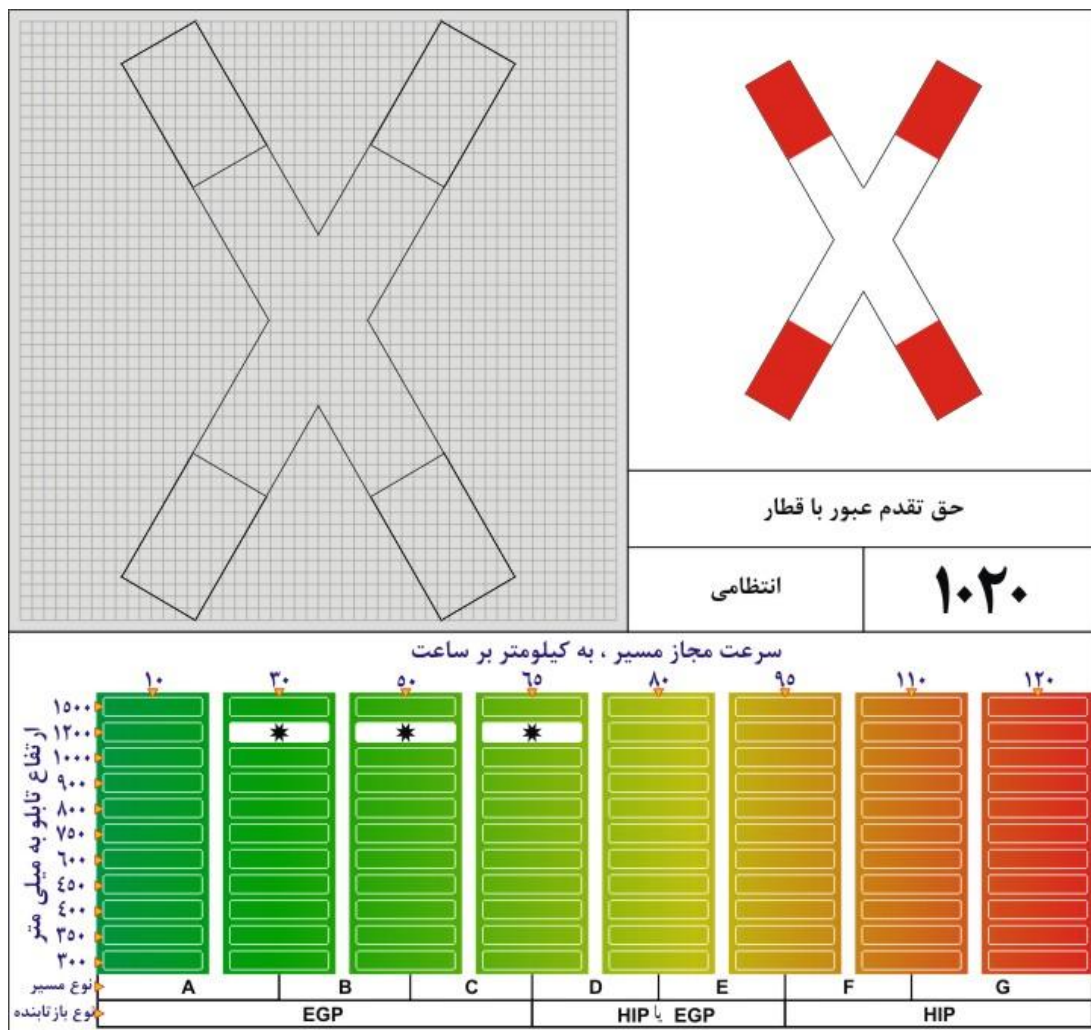 حق تقدم عبور با قطار
۱۰۲۰
انتظامی
سرعت مجاز مسیر ، به کیلومتر بر ساعت
۱۰ ۳۰ ۵۰ ۶۵ ۸۰ ۹۵ ۱۱۰ ۱۲۰
ارتفاع تابلو به میلی متر
۱۵۰۰
۱۲۰۰
۱۰۰۰
۹۰۰
۸۰۰
۷۵۰
۶۰۰
۴۵۰
۴۰۰
۳۵۰
۳۰۰
نوع مسیر A B C D E F G
نوع بازتابنده EGP HIP یا EGP HIP